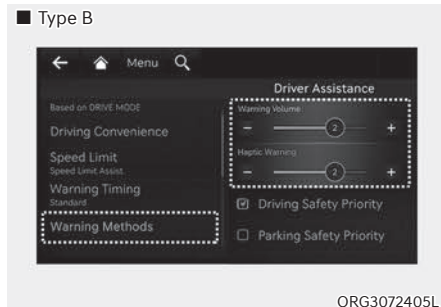 ■ Type B
Menu
Driver Assistance
Based on DRIVE MODE
Driving Convenience
Speed Limit
Speed Limit Assist
Warning Timing
Standard
Warning Methods
Warning Volume
- 2 +
Haptic Warning
- 2 +
Driving Safety Priority
Parking Safety Priority
ORG3072405L